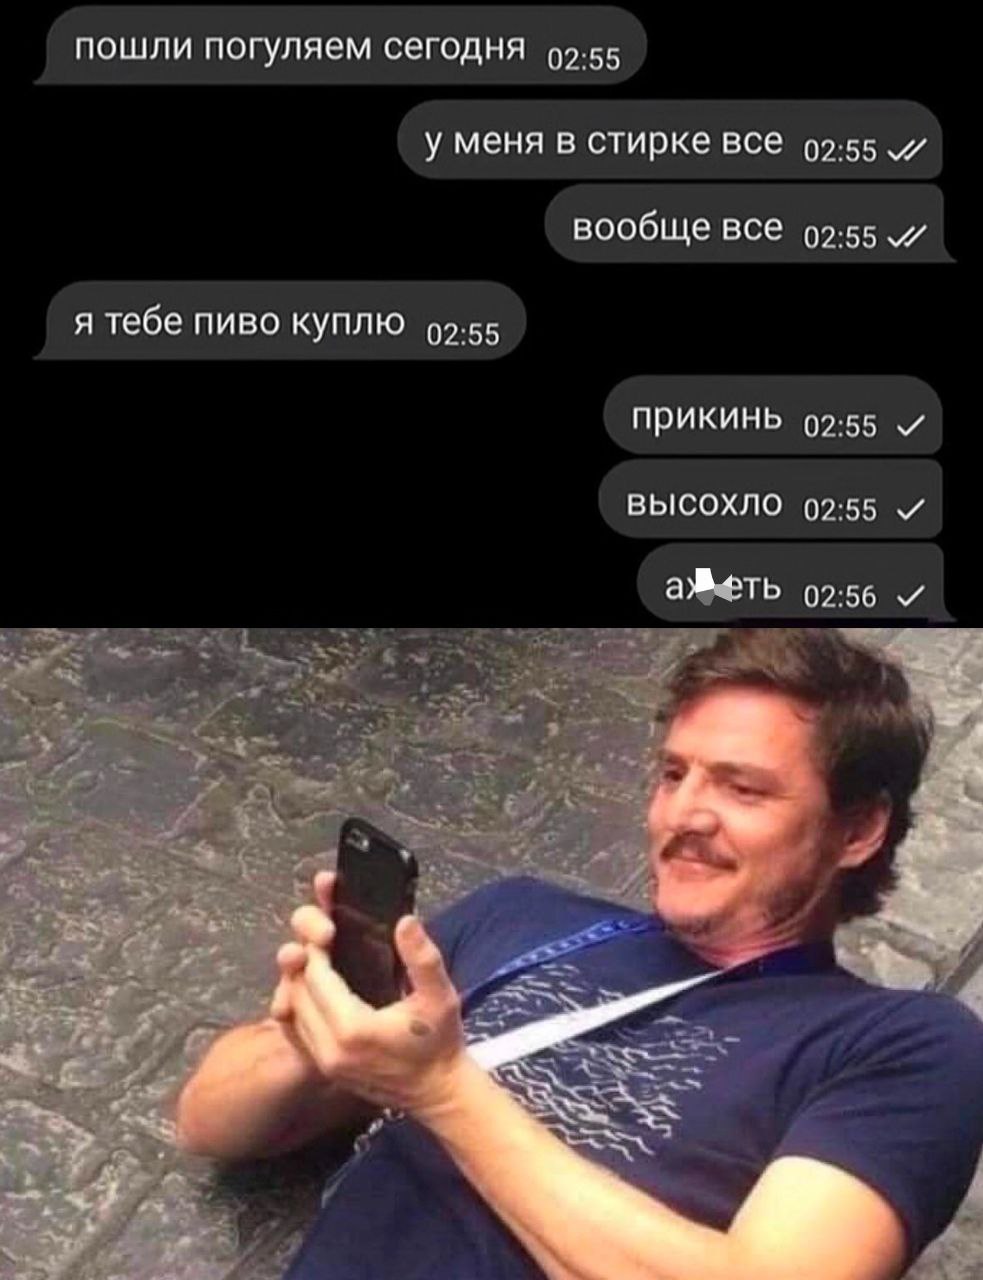 пошли погуляем сегодня 02:55
у меня в стирке все 02:55
вообще все 02:55
я тебе пиво куплю 02:55
прикинь 02:55
высохло 02:55
02:56